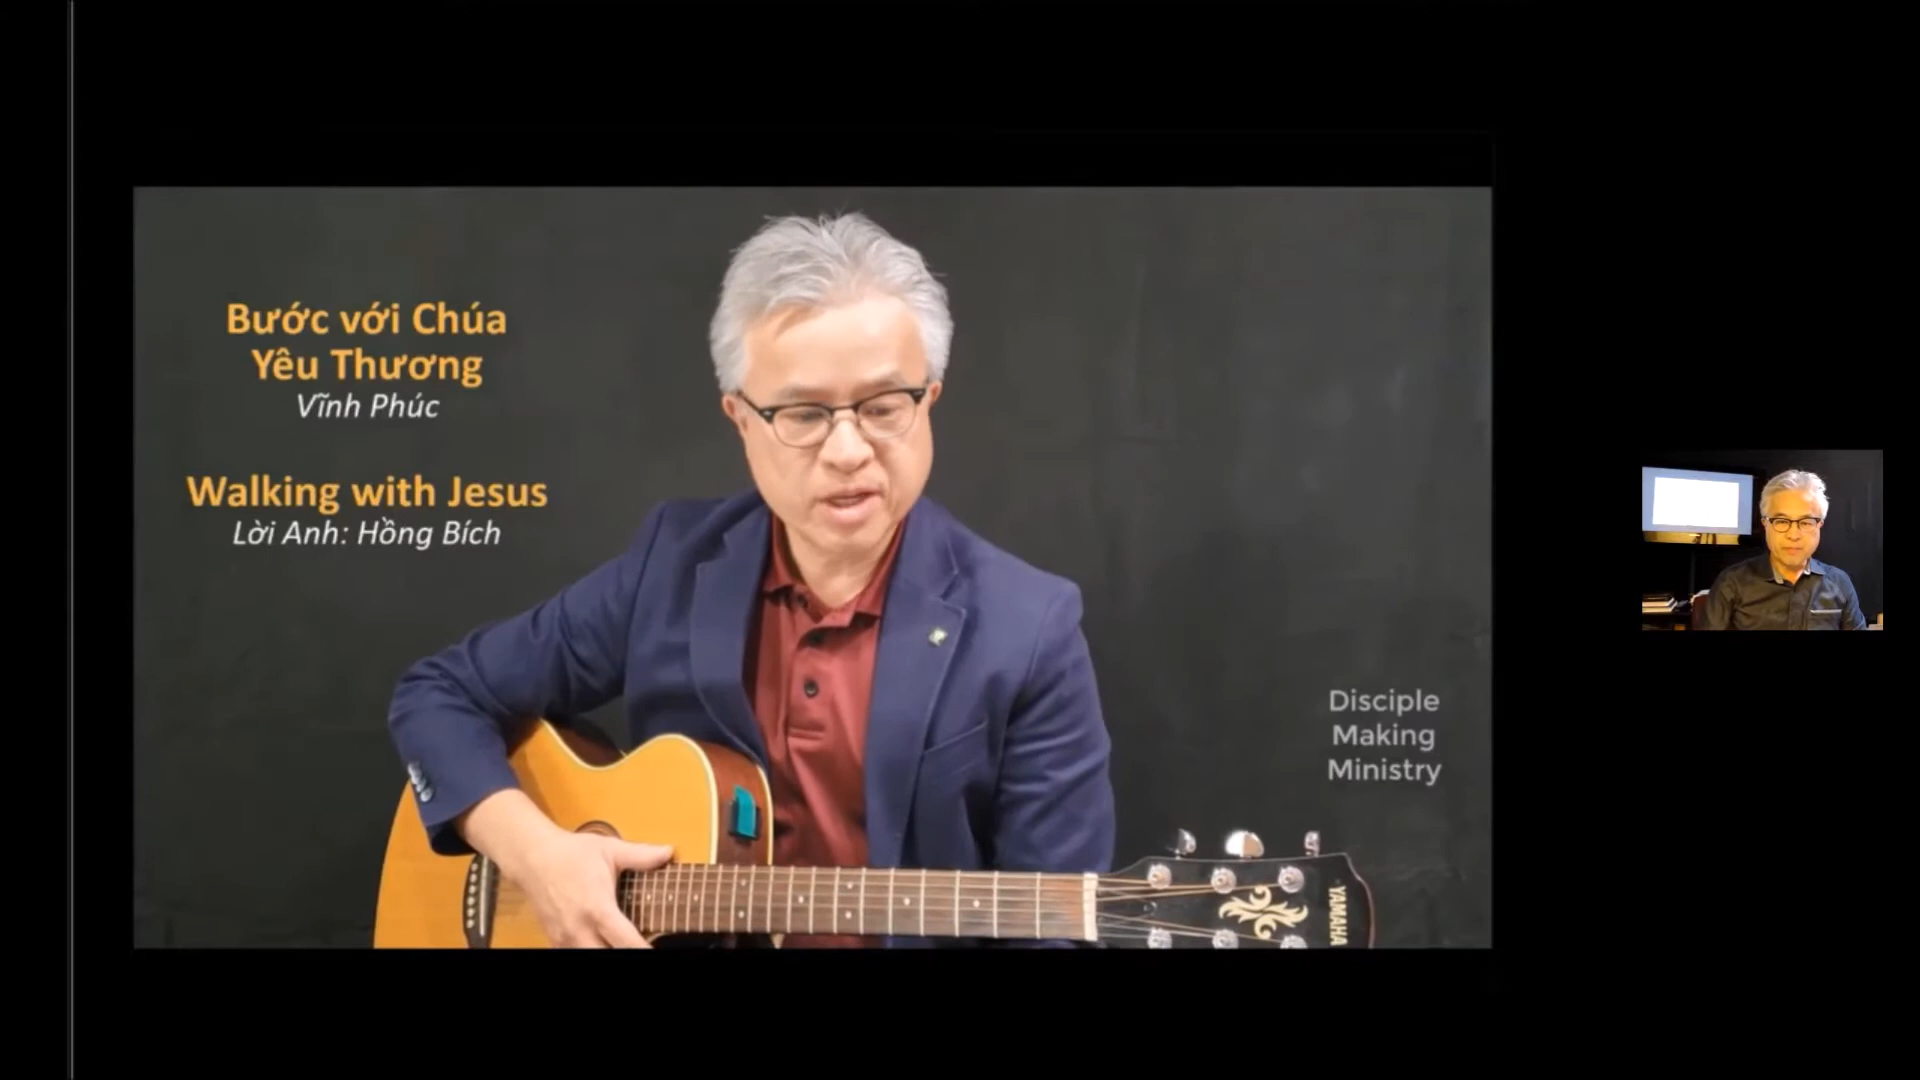 Bước với Chúa
Yêu Thương
Vĩnh Phúc
Walking with Jesus
Lời Anh: Hồng Bích
Disciple
Making
Ministry
YAMAHA